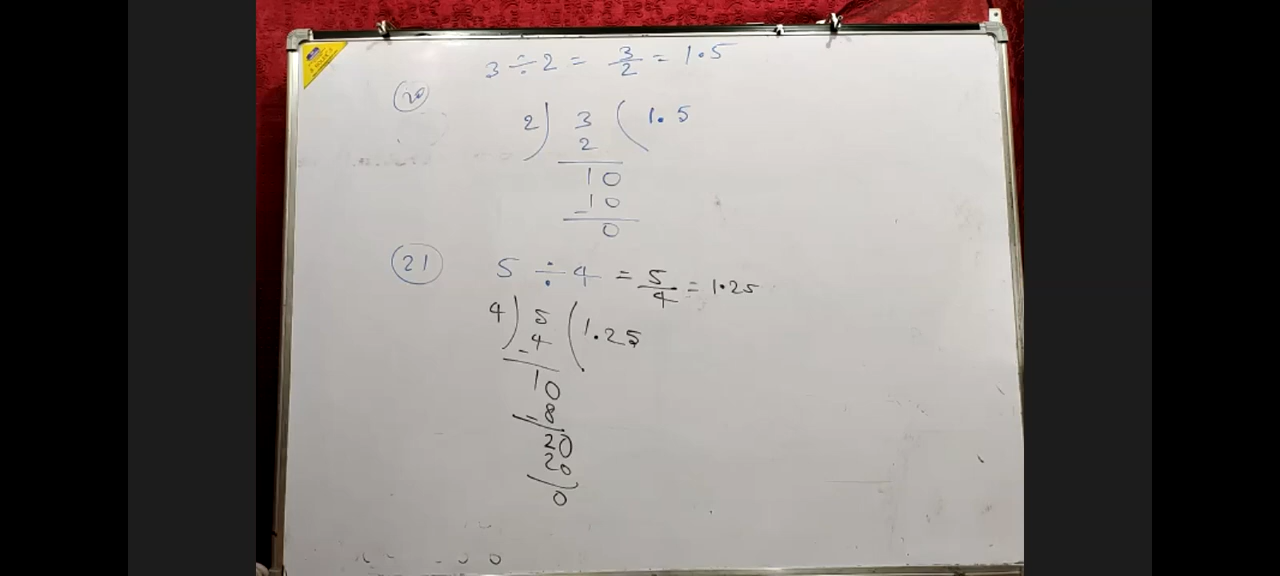 3 ÷ 2 = 3/2 = 1.5
20
2 ) 3 ( 1.5
2
10
- 10
0
21 5 ÷ 4 = 5/4 = 1.25
4 ) 5 ( 1.25
- 4
10
- 8
20
20
0